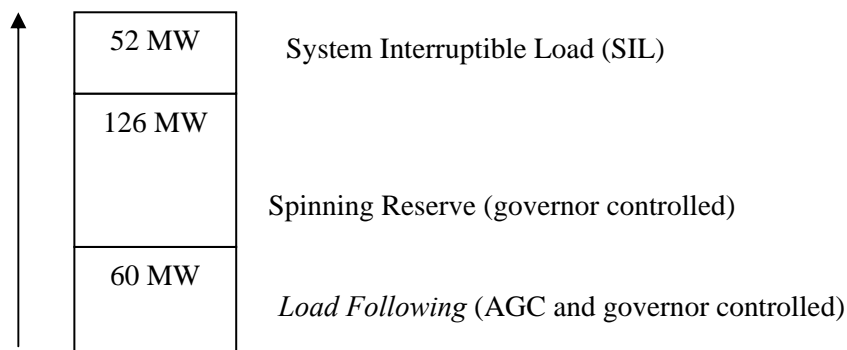 52 MW
System Interruptible Load (SIL)
126 MW
Spinning Reserve (governor controlled)
60 MW
Load Following (AGC and governor controlled)